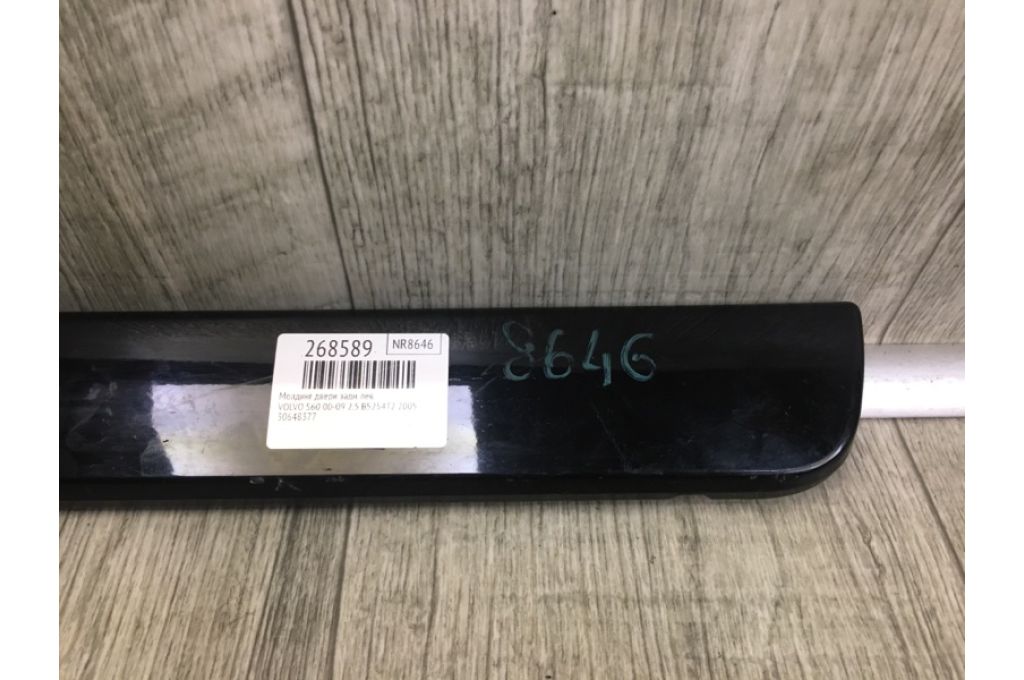 268589 NR8646
Молдинг двери задн лев
VOLVO S60 00-09 2.5 B5254T2 2005
30648377
8646